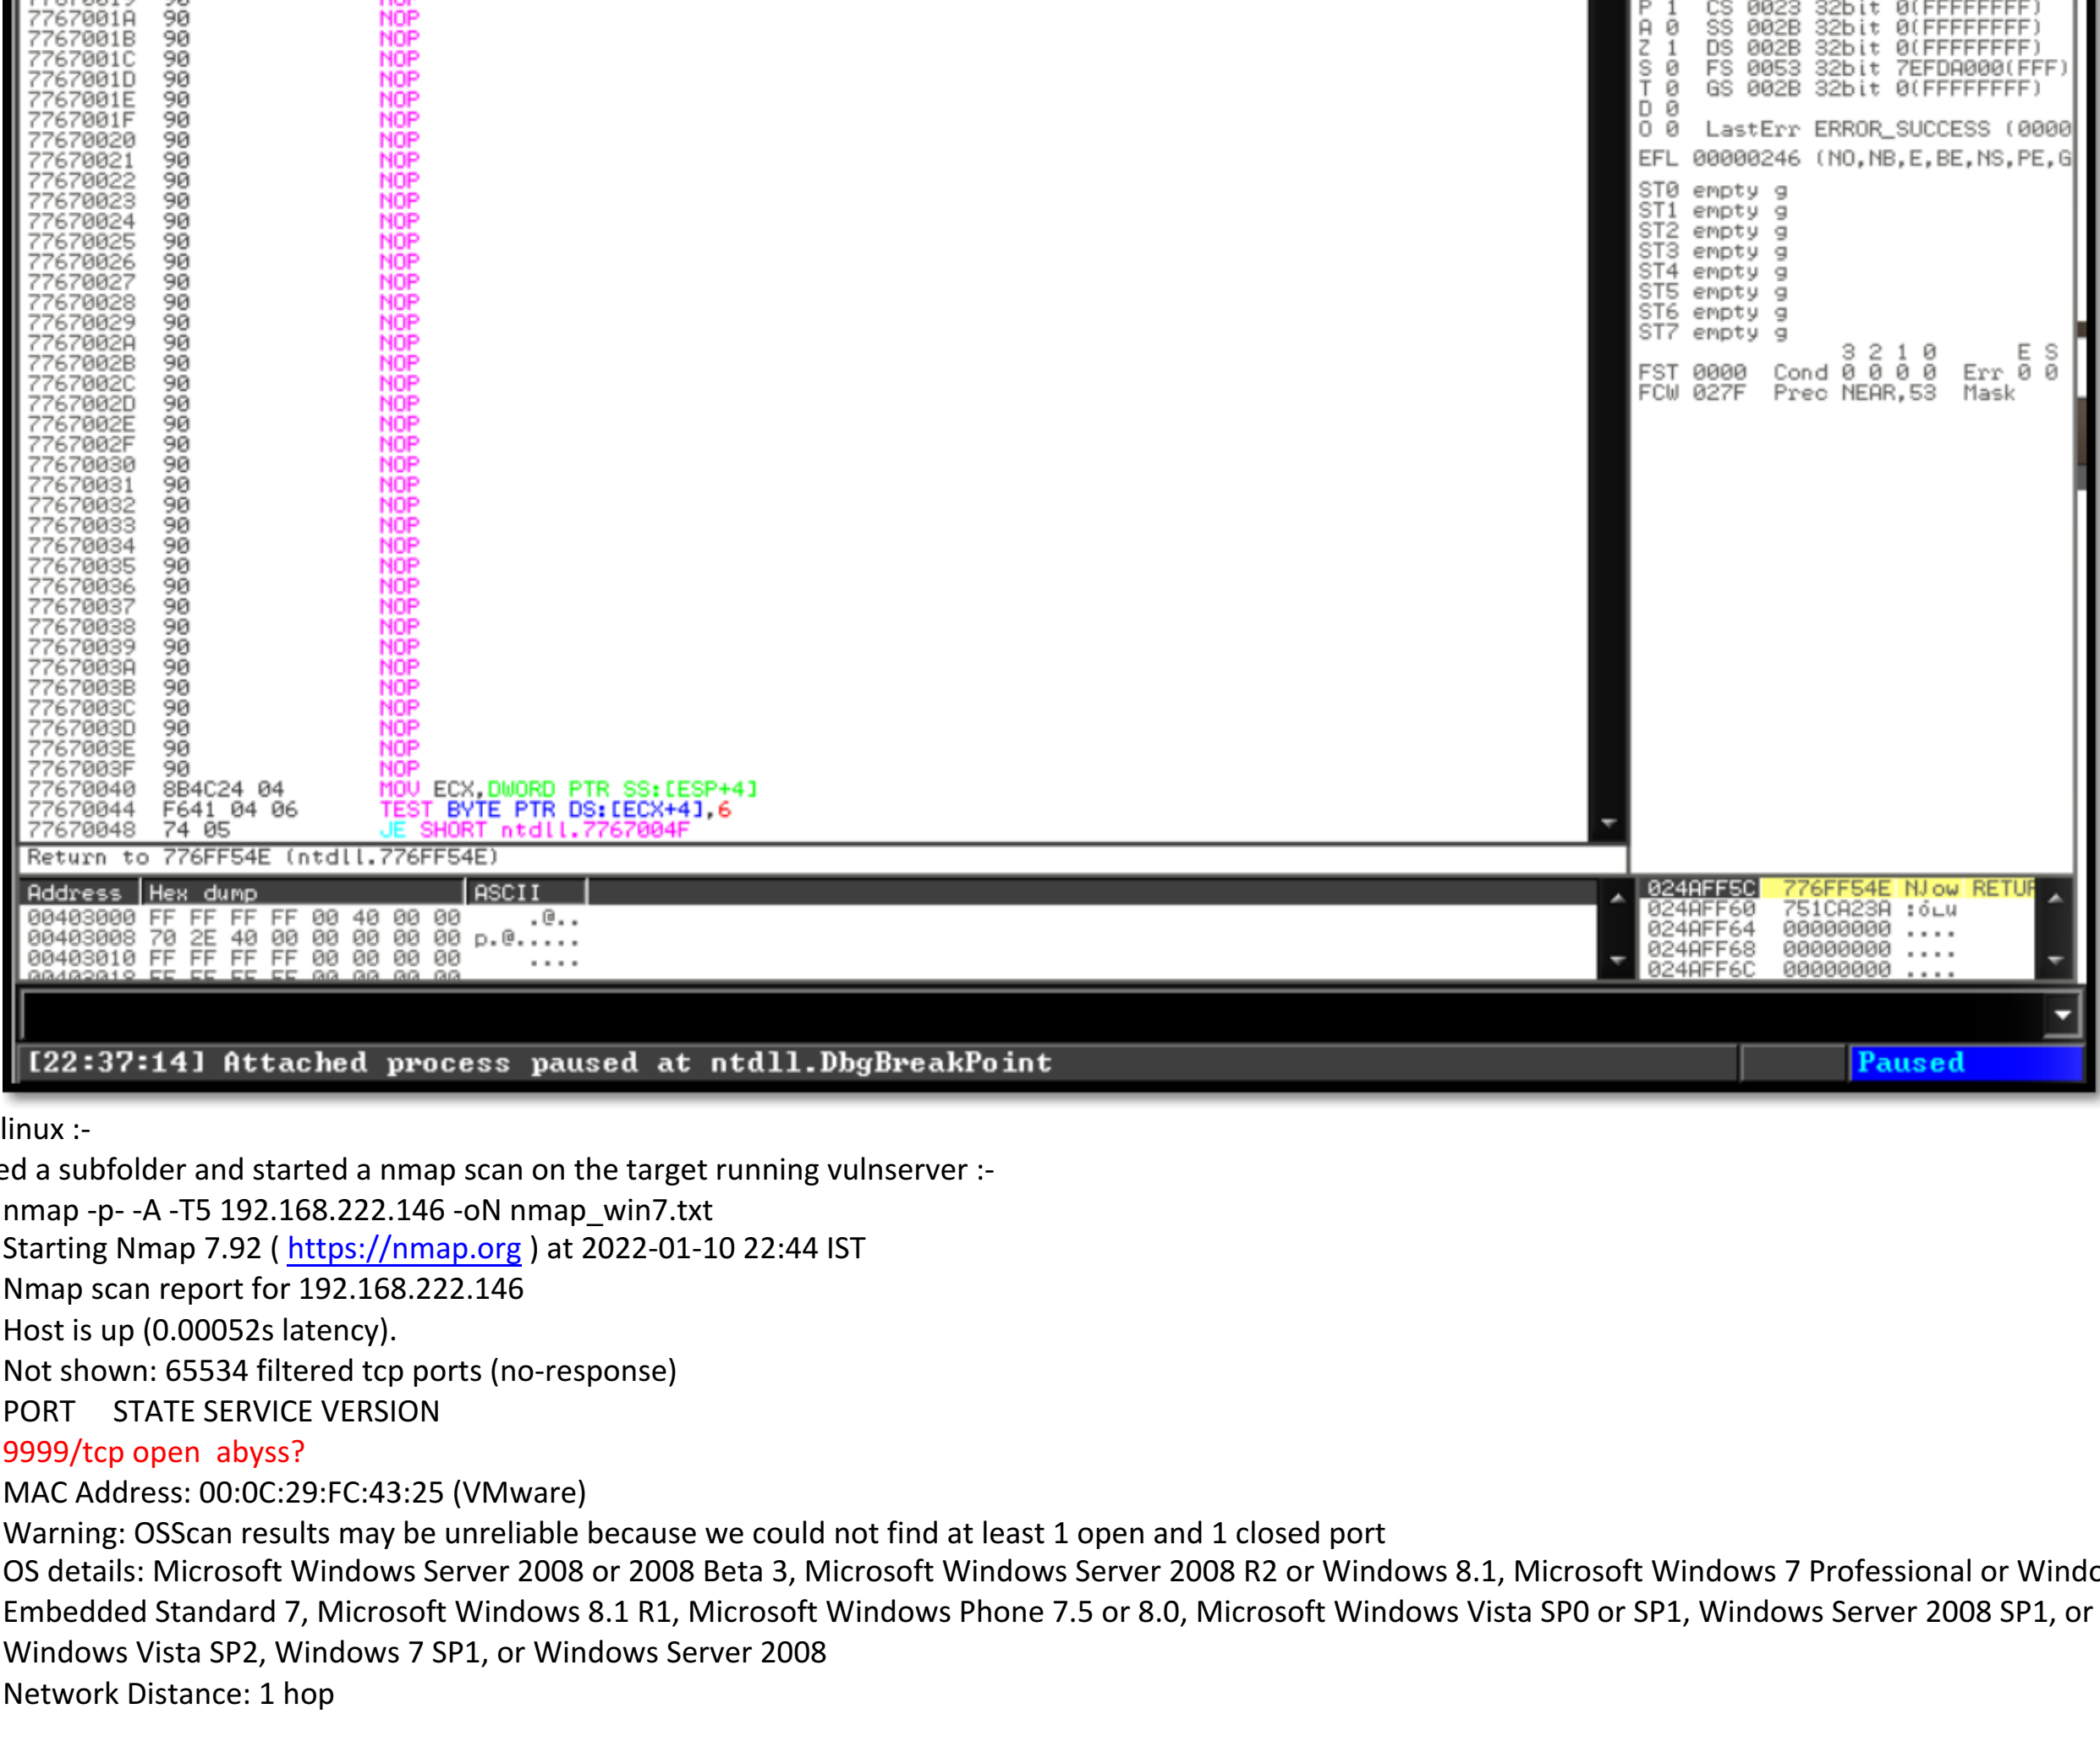 7767001A 90 NOP
7767001B 90 NOP
7767001C 90 NOP
7767001D 90 NOP
7767001E 90 NOP
7767001F 90 NOP
77670020 90 NOP
77670021 90 NOP
77670022 90 NOP
77670023 90 NOP
77670024 90 NOP
77670025 90 NOP
77670026 90 NOP
77670027 90 NOP
77670028 90 NOP
77670029 90 NOP
7767002A 90 NOP
7767002B 90 NOP
7767002C 90 NOP
7767002D 90 NOP
7767002E 90 NOP
7767002F 90 NOP
77670030 90 NOP
77670031 90 NOP
77670032 90 NOP
77670033 90 NOP
77670034 90 NOP
77670035 90 NOP
77670036 90 NOP
77670037 90 NOP
77670038 90 NOP
77670039 90 NOP
7767003A 90 NOP
7767003B 90 NOP
7767003C 90 NOP
7767003D 90 NOP
7767003E 90 NOP
7767003F 90 NOP
77670040 8B4C24 04 MOV ECX,DWORD PTR SS:[ESP+4]
77670044 F641 04 06 TEST BYTE PTR DS:[ECX+4],6
77670048 74 05 JE SHORT ntdll.7767004F
Return to 776FF54E (ntdll.776FF54E)
P 1 CS 0023 32bit 0(FFFFFFFF)
A 0 SS 002B 32bit 0(FFFFFFFF)
Z 1 DS 002B 32bit 0(FFFFFFFF)
S 0 FS 0053 32bit 7EFDA000(FFF)
T 0 GS 002B 32bit 0(FFFFFFFF)
D 0
O 0 LastErr ERROR_SUCCESS (0000
EFL 00000246 (NO,NB,E,BE,NS,PE,G
ST0 empty g
ST1 empty g
ST2 empty g
ST3 empty g
ST4 empty g
ST5 empty g
ST6 empty g
ST7 empty g
3 2 1 0 E S
FST 0000 Cond 0 0 0 0 Err 0 0
FCW 027F Prec NEAR,53 Mask
Address Hex dump ASCII
00403000 FF FF FF FF 00 40 00 00 .@..
00403008 70 2E 40 00 00 00 00 00 p.@.....
00403010 FF FF FF FF 00 00 00 00 ....
00403018 FF FF FF FF 00 00 00 00
024AFF5C 776FF54E NJow RETUR
024AFF60 751CA23A :óLu
024AFF64 00000000 ....
024AFF68 00000000 ....
024AFF6C 00000000 ....
[22:37:14] Attached process paused at ntdll.DbgBreakPoint Paused
linux :-
ed a subfolder and started a nmap scan on the target running vulnserver :-
nmap -p- -A -T5 192.168.222.146 -oN nmap_win7.txt
Starting Nmap 7.92 ( https://nmap.org ) at 2022-01-10 22:44 IST
Nmap scan report for 192.168.222.146
Host is up (0.00052s latency).
Not shown: 65534 filtered tcp ports (no-response)
PORT STATE SERVICE VERSION
9999/tcp open abyss?
MAC Address: 00:0C:29:FC:43:25 (VMware)
Warning: OSScan results may be unreliable because we could not find at least 1 open and 1 closed port
OS details: Microsoft Windows Server 2008 or 2008 Beta 3, Microsoft Windows Server 2008 R2 or Windows 8.1, Microsoft Windows 7 Professional or Windo
Embedded Standard 7, Microsoft Windows 8.1 R1, Microsoft Windows Phone 7.5 or 8.0, Microsoft Windows Vista SP0 or SP1, Windows Server 2008 SP1, or
Windows Vista SP2, Windows 7 SP1, or Windows Server 2008
Network Distance: 1 hop